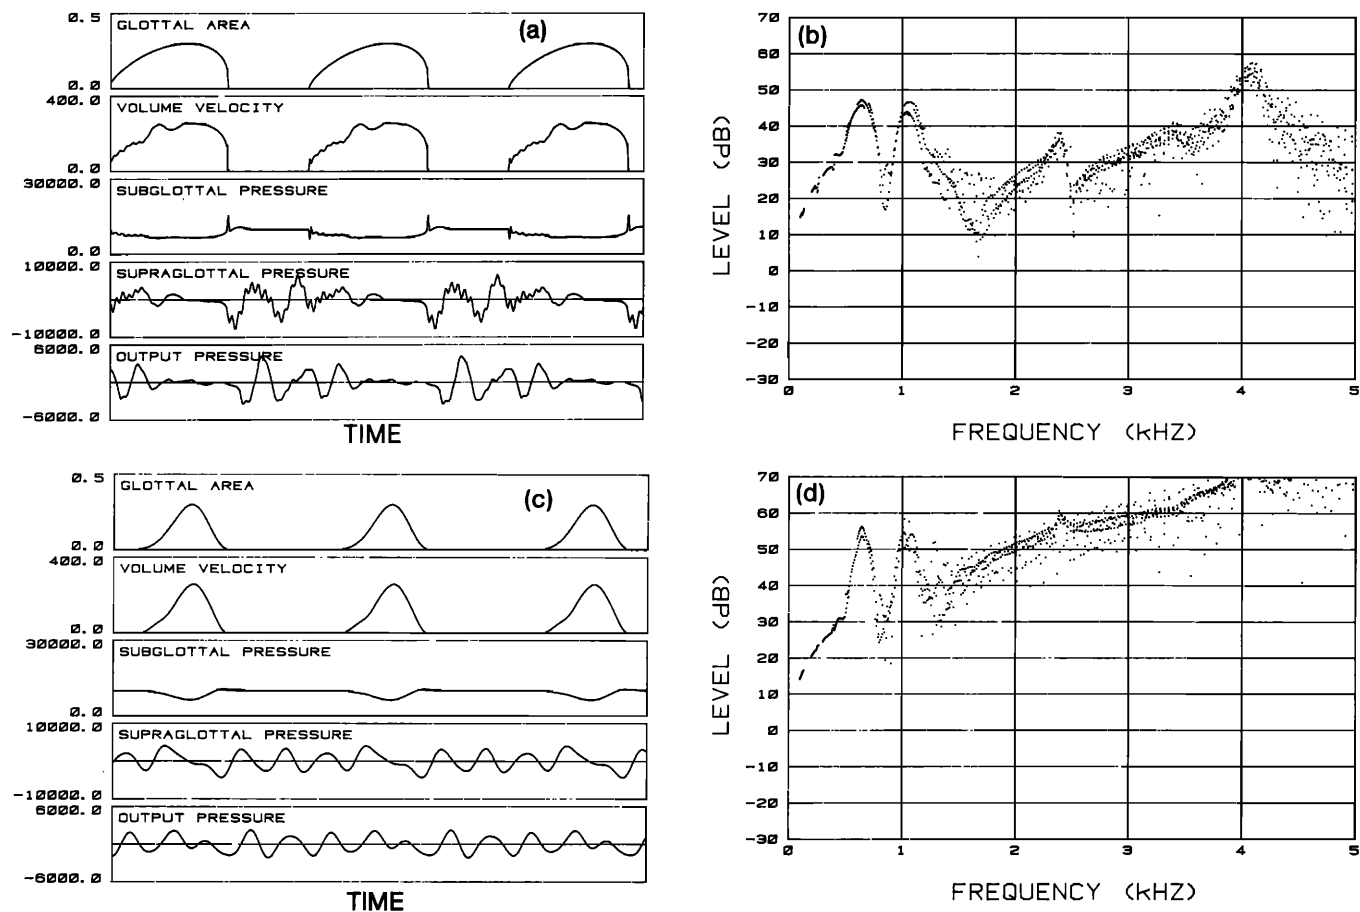 0.5
GLOTTAL AREA
(a)
0.0
400.0
VOLUME VELOCITY
0.0
30000.0
SUBGLOTTAL PRESSURE
0.0
10000.0
SUPRAGLOTTAL PRESSURE
-10000.0
6000.0
OUTPUT PRESSURE
-6000.0
TIME
(b)
70
60
50
40
30
20
10
0
-10
-20
-30
LEVEL (dB)
0 1 2 3 4 5
FREQUENCY (kHZ)
0.5
GLOTTAL AREA
(c)
0.0
400.0
VOLUME VELOCITY
0.0
30000.0
SUBGLOTTAL PRESSURE
0.0
10000.0
SUPRAGLOTTAL PRESSURE
-10000.0
6000.0
OUTPUT PRESSURE
-6000.0
TIME
(d)
70
60
50
40
30
20
10
0
-10
-20
-30
LEVEL (dB)
0 1 2 3 4 5
FREQUENCY (kHZ)